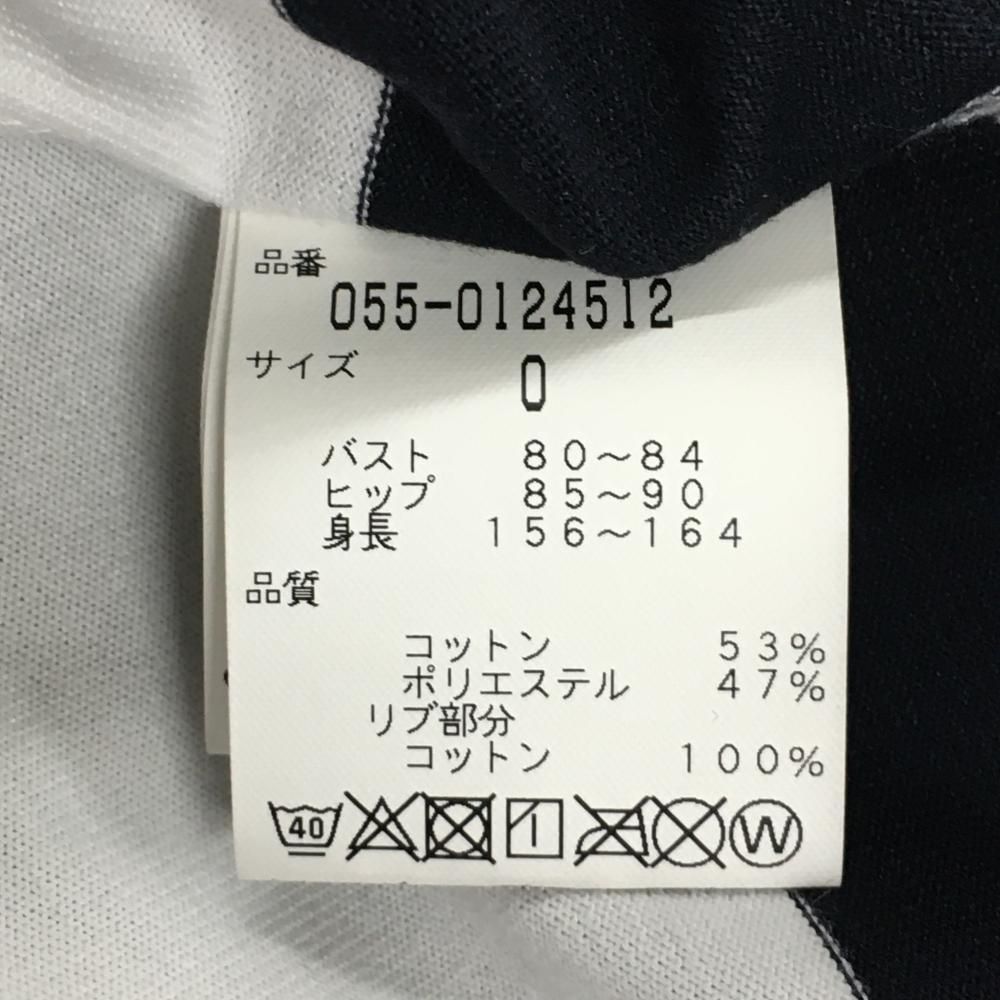 品番
055-0124512
サイズ
0
バスト 80～84
ヒップ 85～90
身長 156～164
品質
コットン 53%
ポリエステル 47%
リブ部分
コットン 100%
40 W